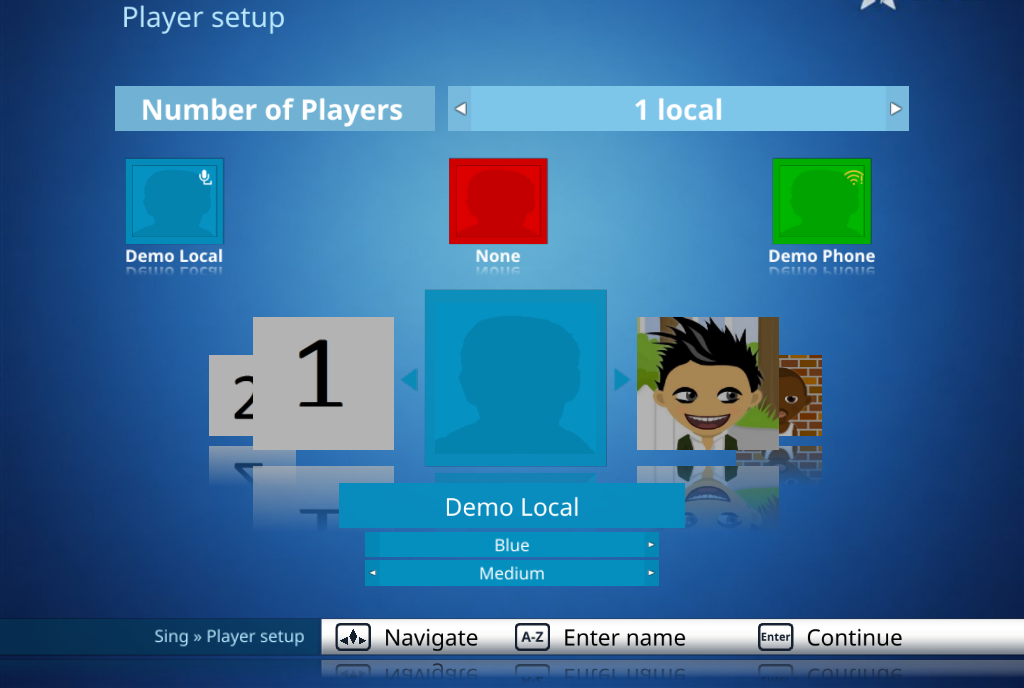 Player setup
Number of Players
1 local
Demo Local
None
Demo Phone
2
1
Demo Local
Blue
Medium
Sing » Player setup
Navigate
A-Z
Enter name
Enter
Continue